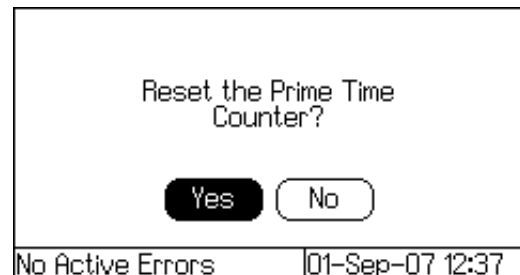 Reset the Prime Time
Counter?
Yes No
No Active Errors 01-Sep-07 12:37